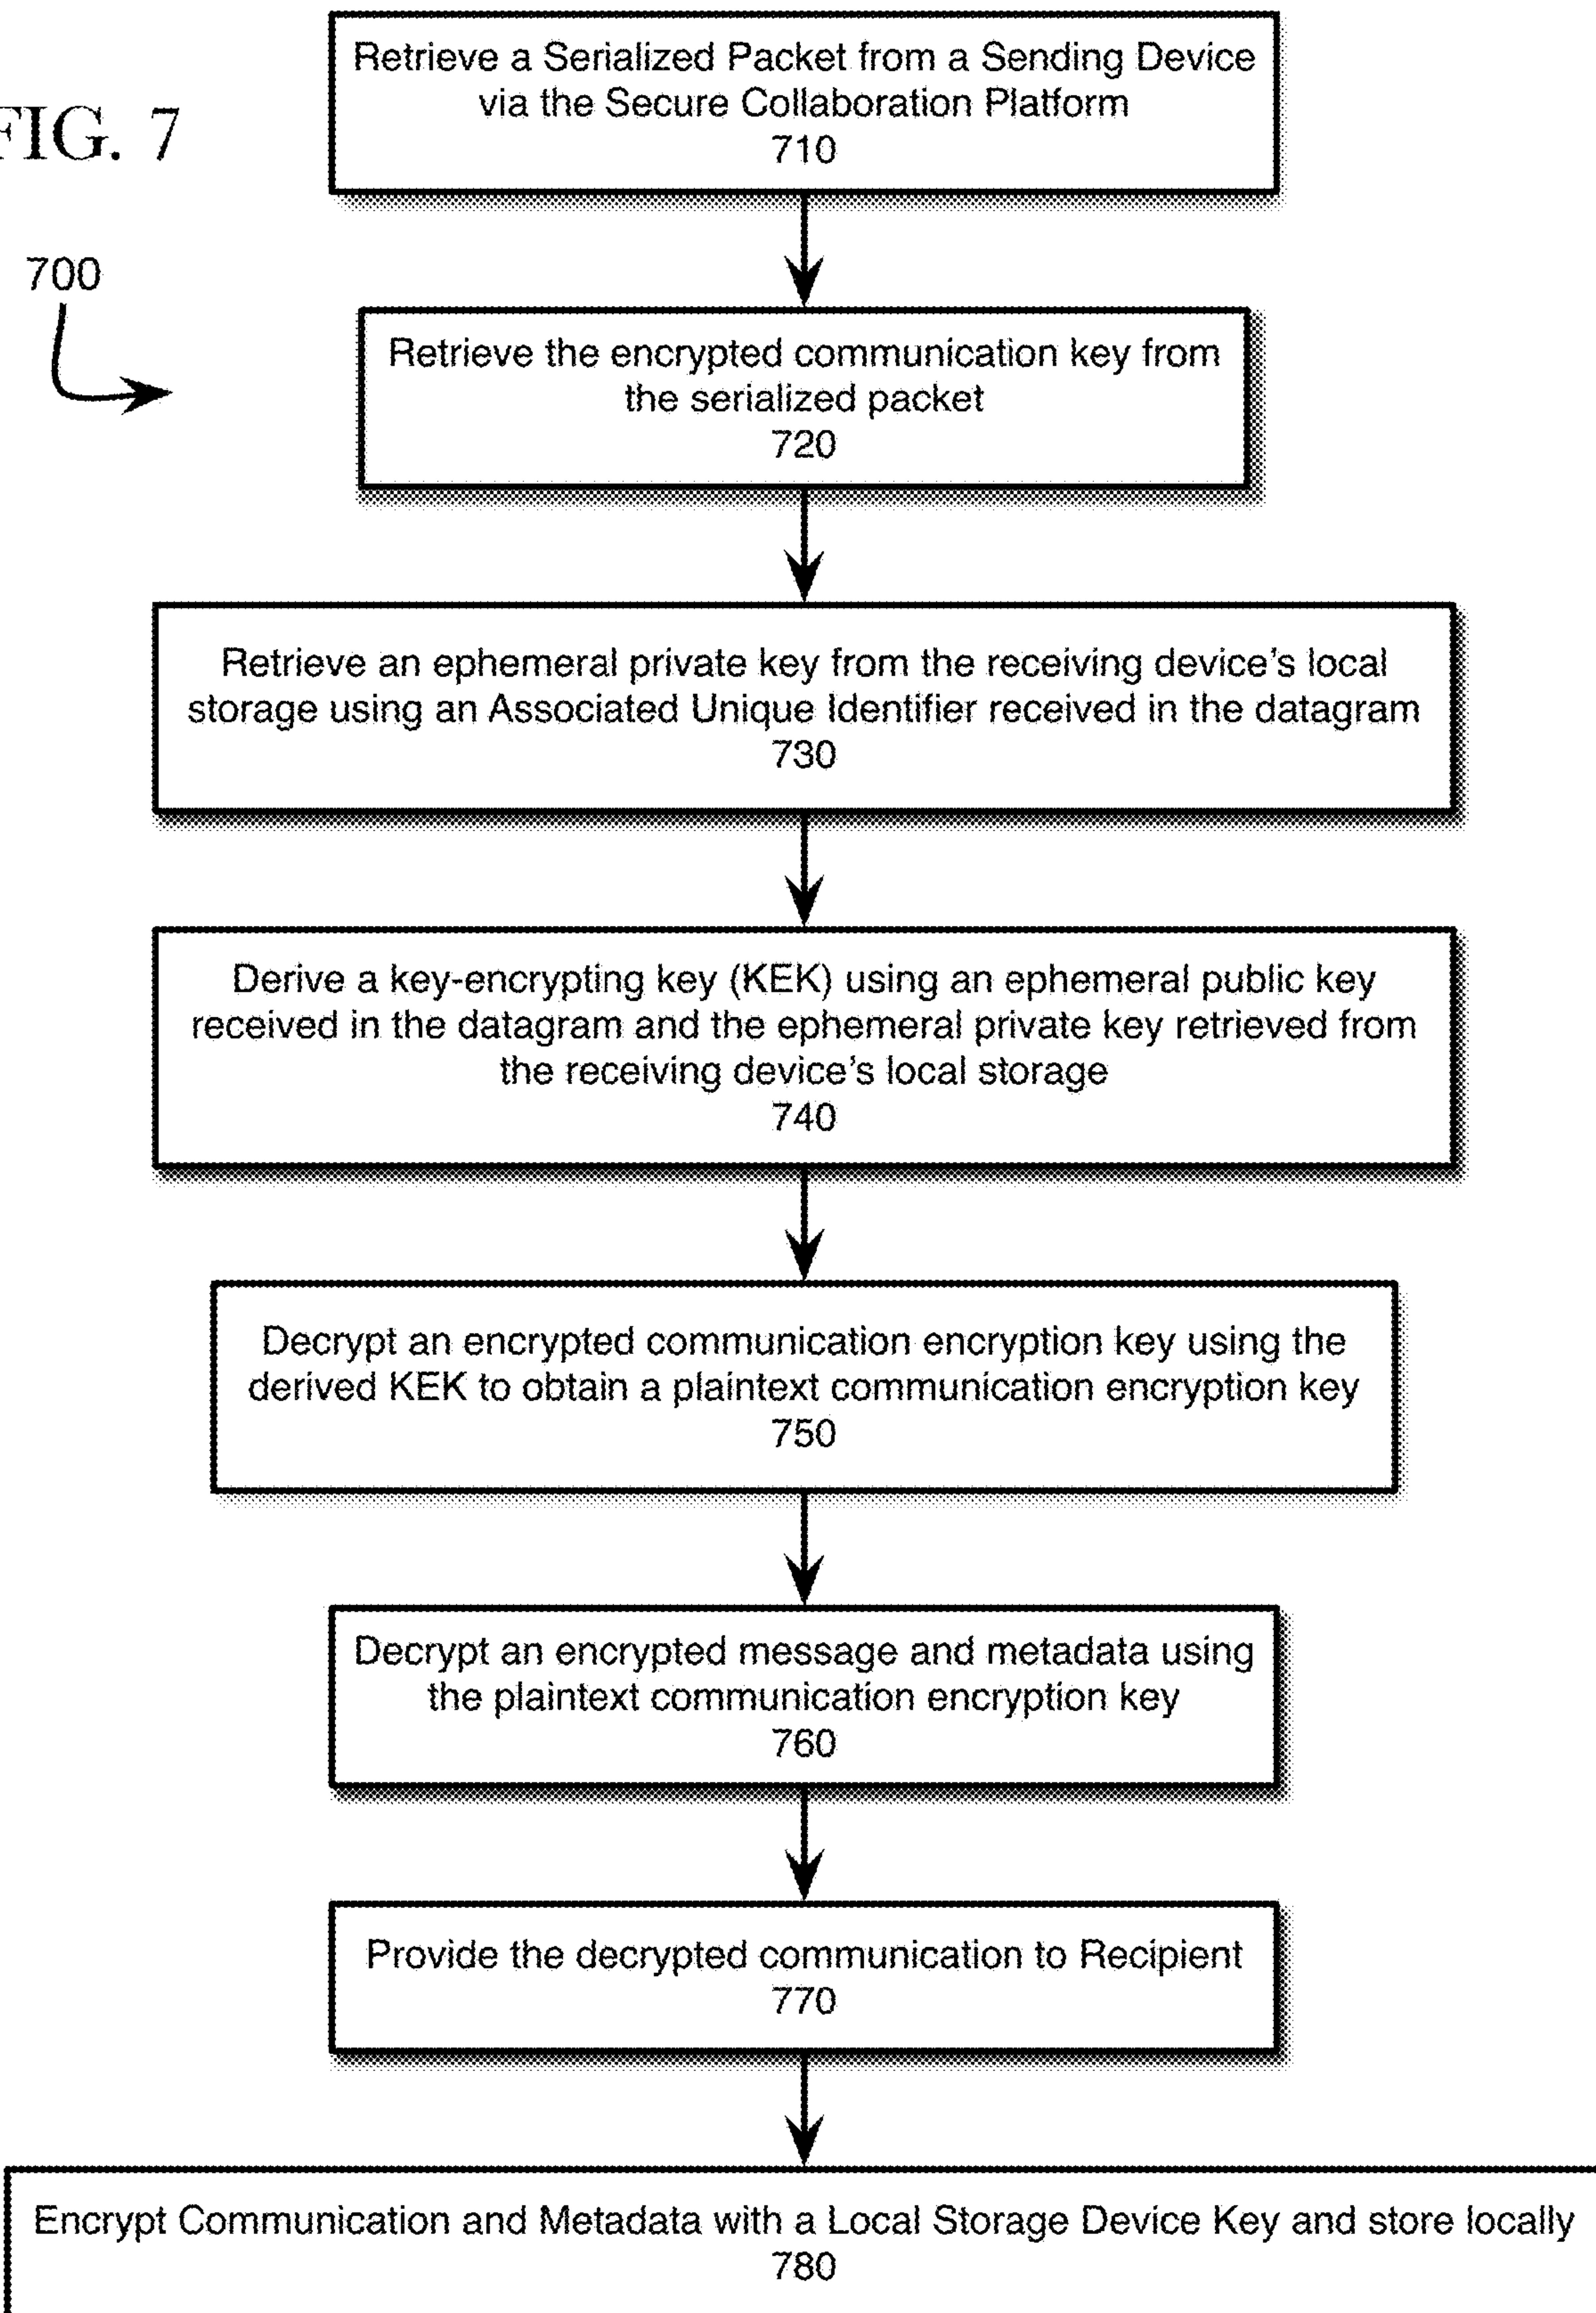 Retrieve a Serialized Packet from a Sending Device
via the Secure Collaboration Platform
710
FIG. 7
700
Retrieve the encrypted communication key from
the serialized packet
720
Retrieve an ephemeral private key from the receiving device's local
storage using an Associated Unique Identifier received in the datagram
730
Derive a key-encrypting key (KEK) using an ephemeral public key
received in the datagram and the ephemeral private key retrieved from
the receiving device's local storage
740
Decrypt an encrypted communication encryption key using the
derived KEK to obtain a plaintext communication encryption key
750
Decrypt an encrypted message and metadata using
the plaintext communication encryption key
760
Provide the decrypted communication to Recipient
770
Encrypt Communication and Metadata with a Local Storage Device Key and store locally
780